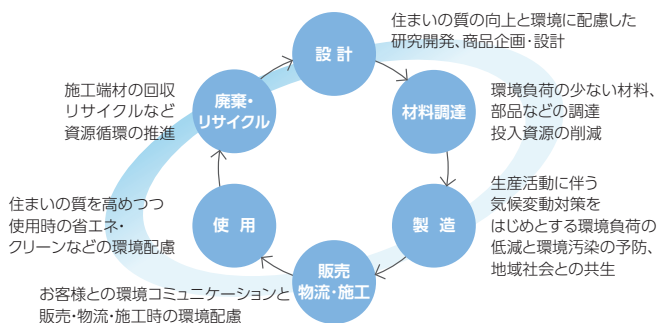 設計
住まいの質の向上と環境に配慮した
研究開発、商品企画・設計
材料調達
環境負荷の少ない材料、
部品などの調達
投入資源の削減
製造
生産活動に伴う
気候変動対策を
はじめとする環境負荷の
低減と環境汚染の予防、
地域社会との共生
販売
物流・施工
お客様との環境コミュニケーションと
販売・物流・施工時の環境配慮
使用
住まいの質を高めつつ
使用時の省エネ・
クリーンなどの環境配慮
廃棄・
リサイクル
施工端材の回収
リサイクルなど
資源循環の推進